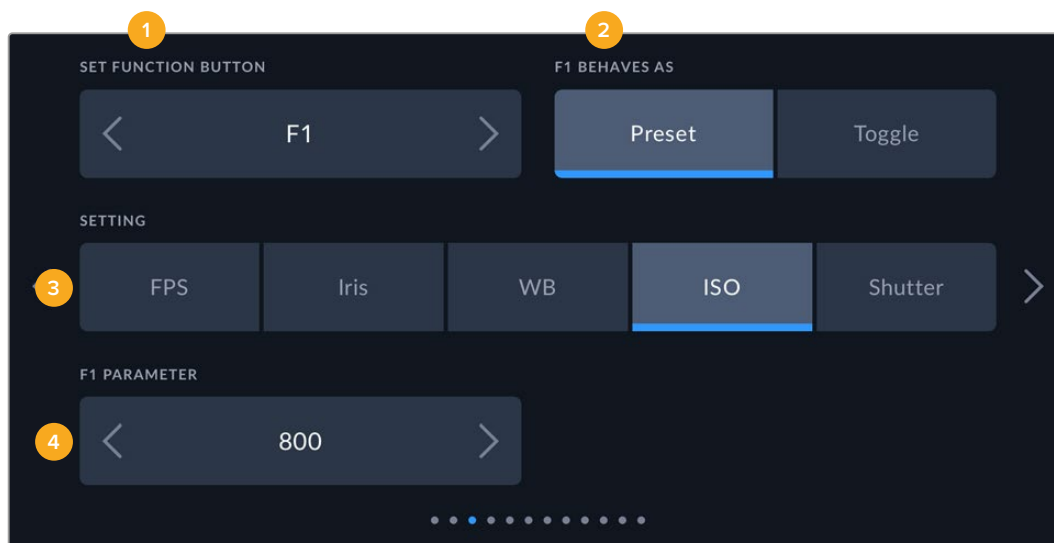 1 2
SET FUNCTION BUTTON F1 BEHAVES AS
F1 Preset Toggle
SETTING
3 FPS Iris WB ISO Shutter
F1 PARAMETER
4 800